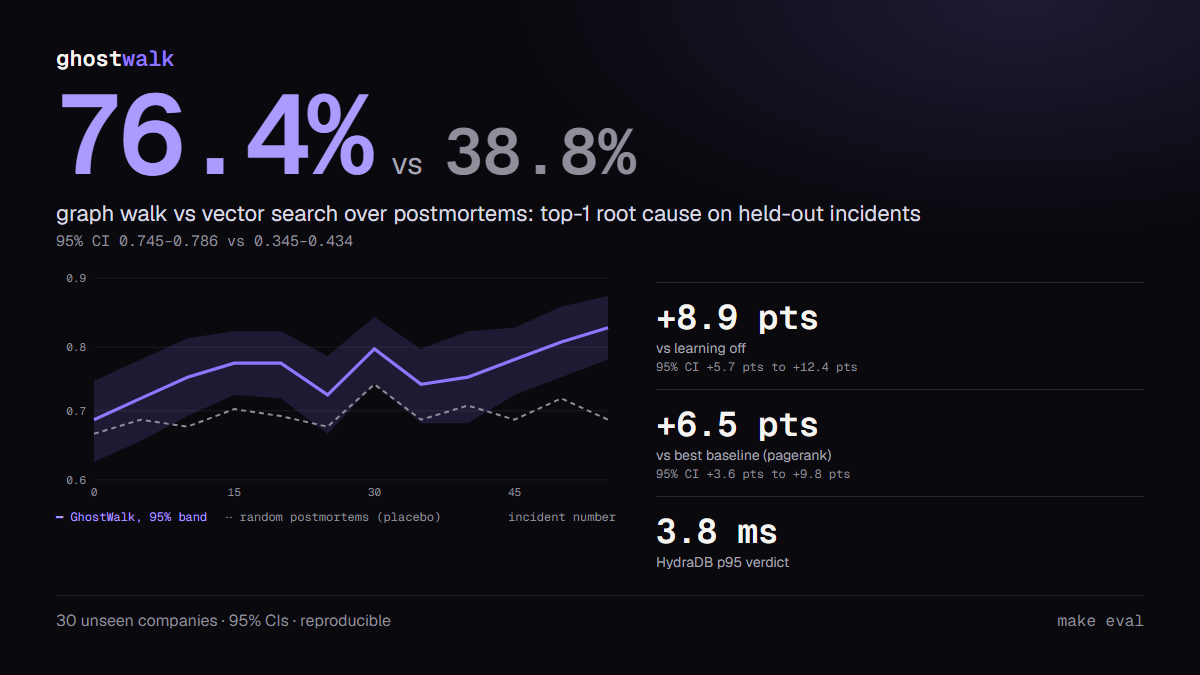 ghostwalk
76.4% vs 38.8%
graph walk vs vector search over postmortems: top-1 root cause on held-out incidents
95% CI 0.745-0.786 vs 0.345-0.434
0.9
0.8
0.7
0.6
0 15 30 45
— GhostWalk, 95% band -- random postmortems (placebo) incident number
+8.9 pts
vs learning off
95% CI +5.7 pts to +12.4 pts
+6.5 pts
vs best baseline (pagerank)
95% CI +3.6 pts to +9.8 pts
3.8 ms
HydraDB p95 verdict
30 unseen companies · 95% CIs · reproducible
make eval